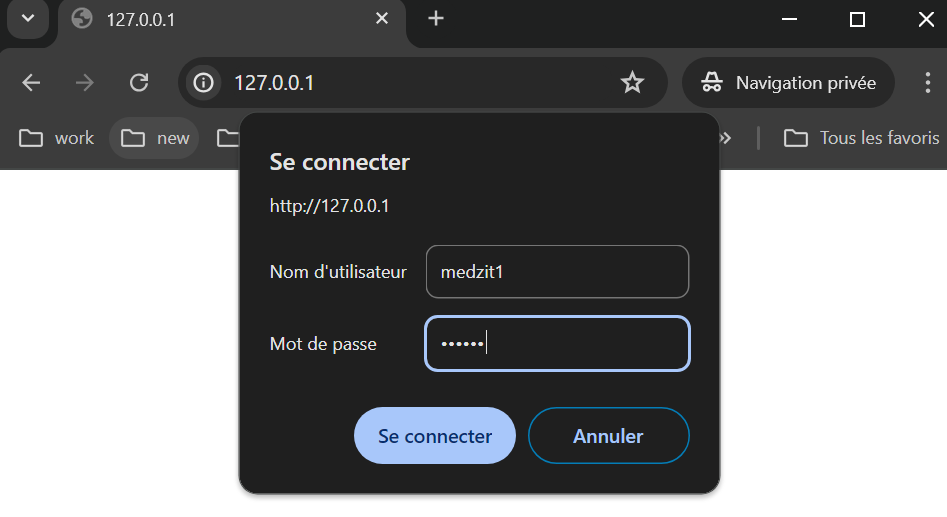 127.0.0.1
127.0.0.1
Navigation privée
work
new
Tous les favoris
Se connecter
http://127.0.0.1
Nom d'utilisateur
medzit1
Mot de passe
••••••
Se connecter
Annuler